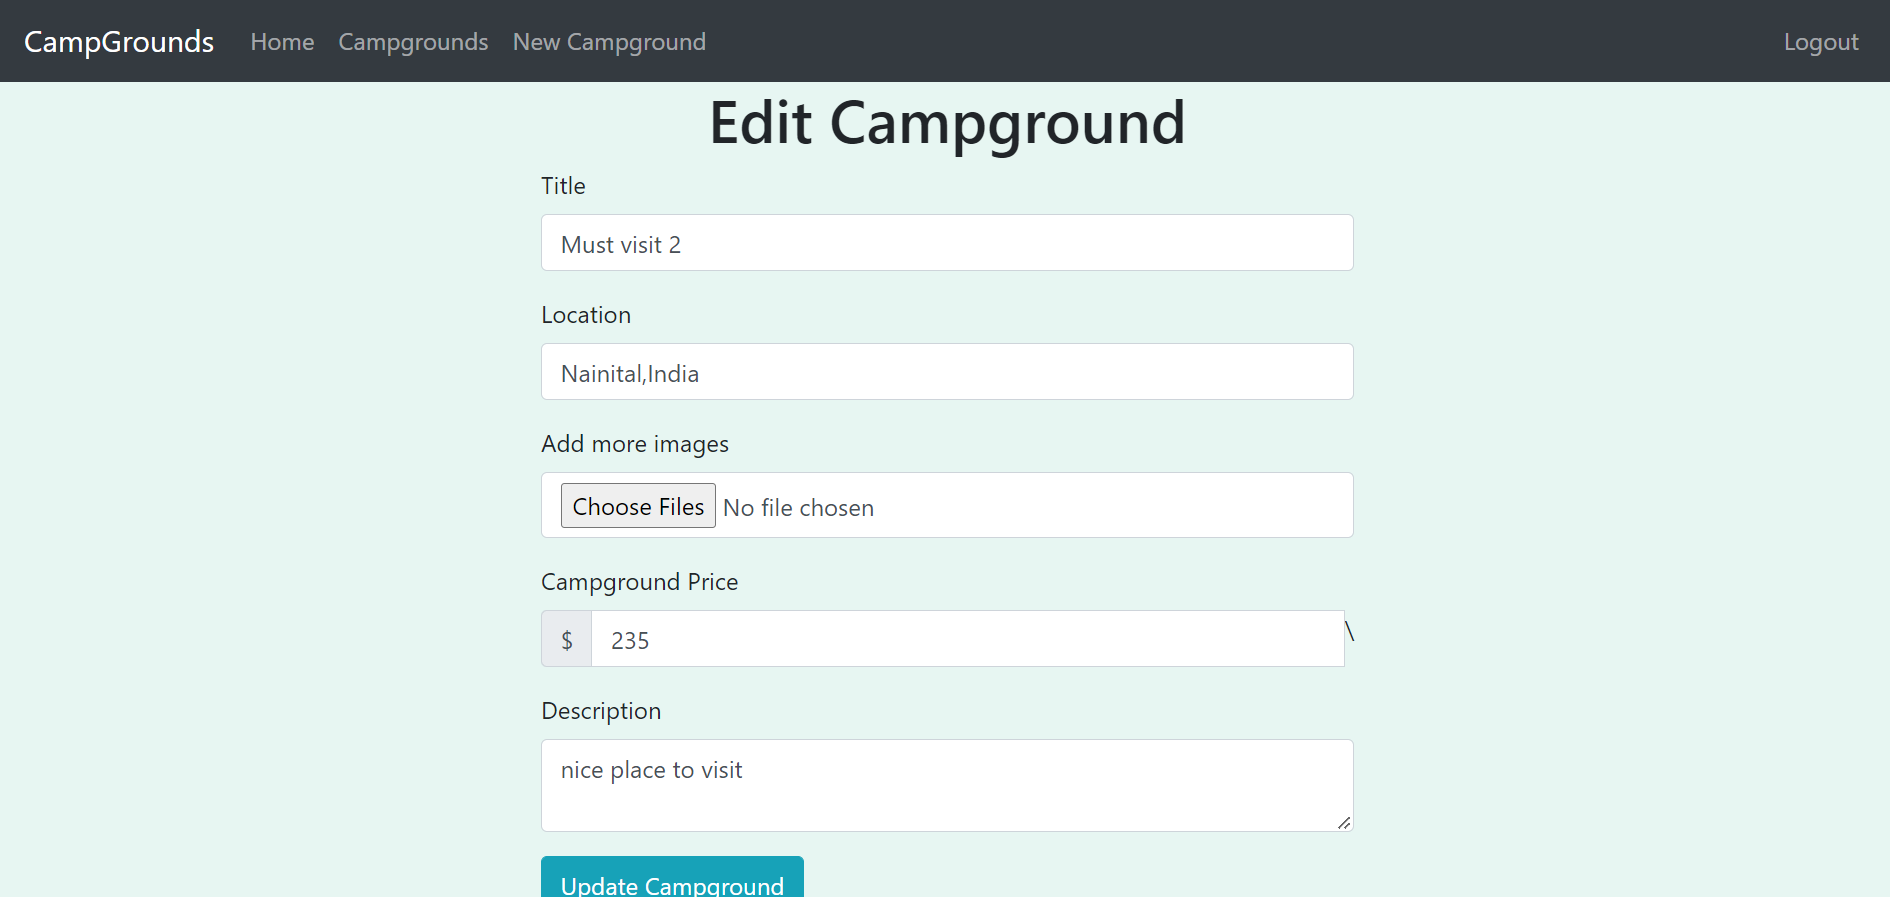 CampGrounds Home Campgrounds New Campground Logout
Edit Campground
Title
Must visit 2
Location
Nainital,India
Add more images
Choose Files No file chosen
Campground Price
$ 235 \
Description
nice place to visit
Update Campground